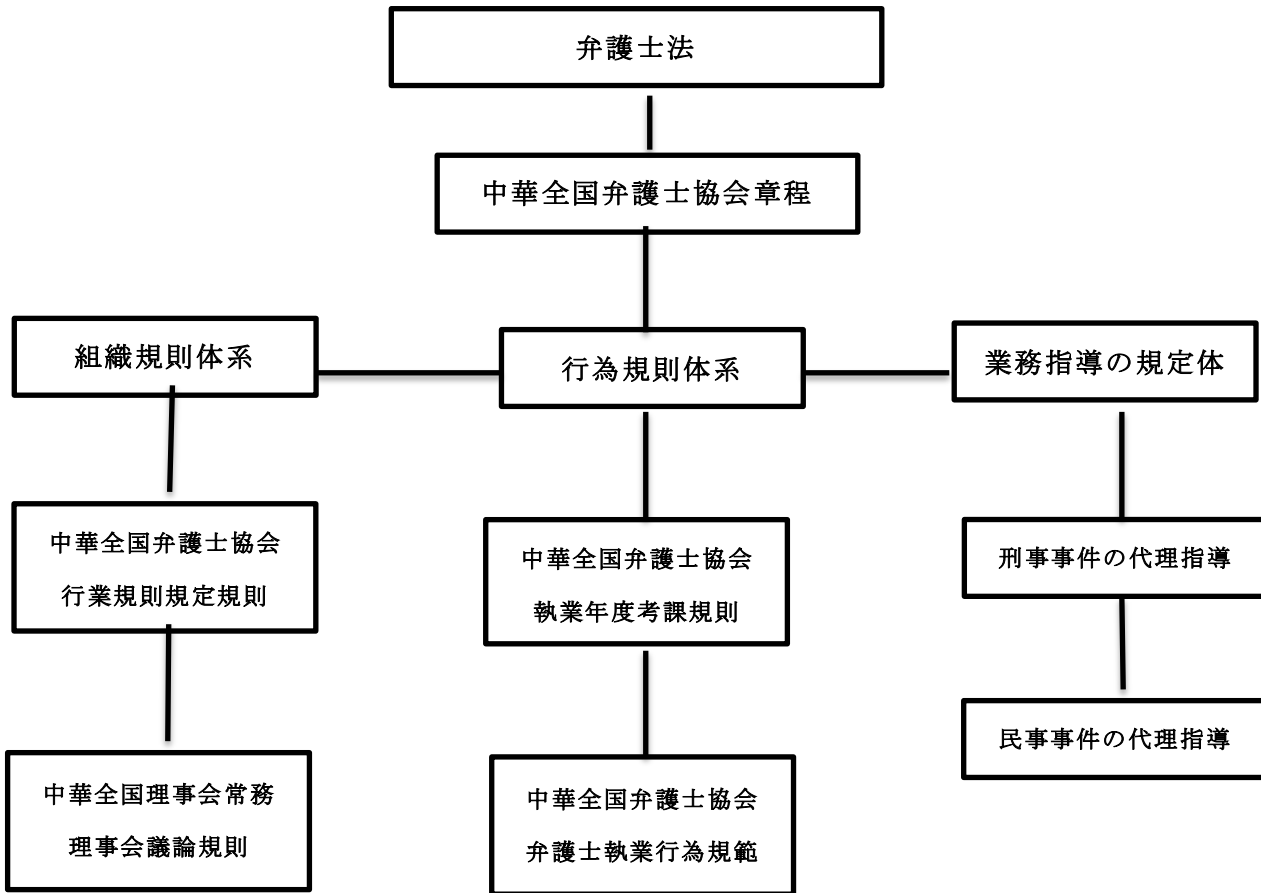 弁護士法
中華全国弁護士協会章程
組織規則体系
行為規則体系
業務指導の規定体
中華全国弁護士協会
行業規則規定規則
中華全国弁護士協会
執業年度考課規則
刑事事件の代理指導
民事事件の代理指導
中華全国理事会常務
理事会議論規則
中華全国弁護士協会
弁護士執業行為規範